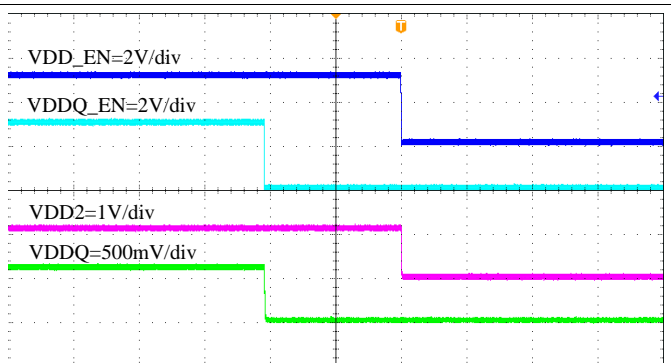 T
VDD_EN=2V/div
VDDQ_EN=2V/div
VDD2=1V/div
VDDQ=500mV/div